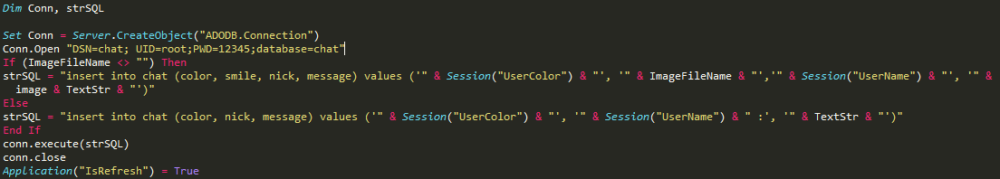 Dim Conn, strSQL
Set Conn = Server.CreateObject("ADODB.Connection")
Conn.Open "DSN=chat; UID=root;PWD=12345;database=chat"
If (ImageFileName <> "") Then
strSQL = "insert into chat (color, smile, nick, message) values ('" & Session("UserColor") & "', '" & ImageFileName & "','" & Session("UserName") & "', '" &
image & TextStr & "')"
Else
strSQL = "insert into chat (color, nick, message) values ('" & Session("UserColor") & "', '" & Session("UserName") & " :', '" & TextStr & "')"
End If
conn.execute(strSQL)
conn.close
Application("IsRefresh") = True